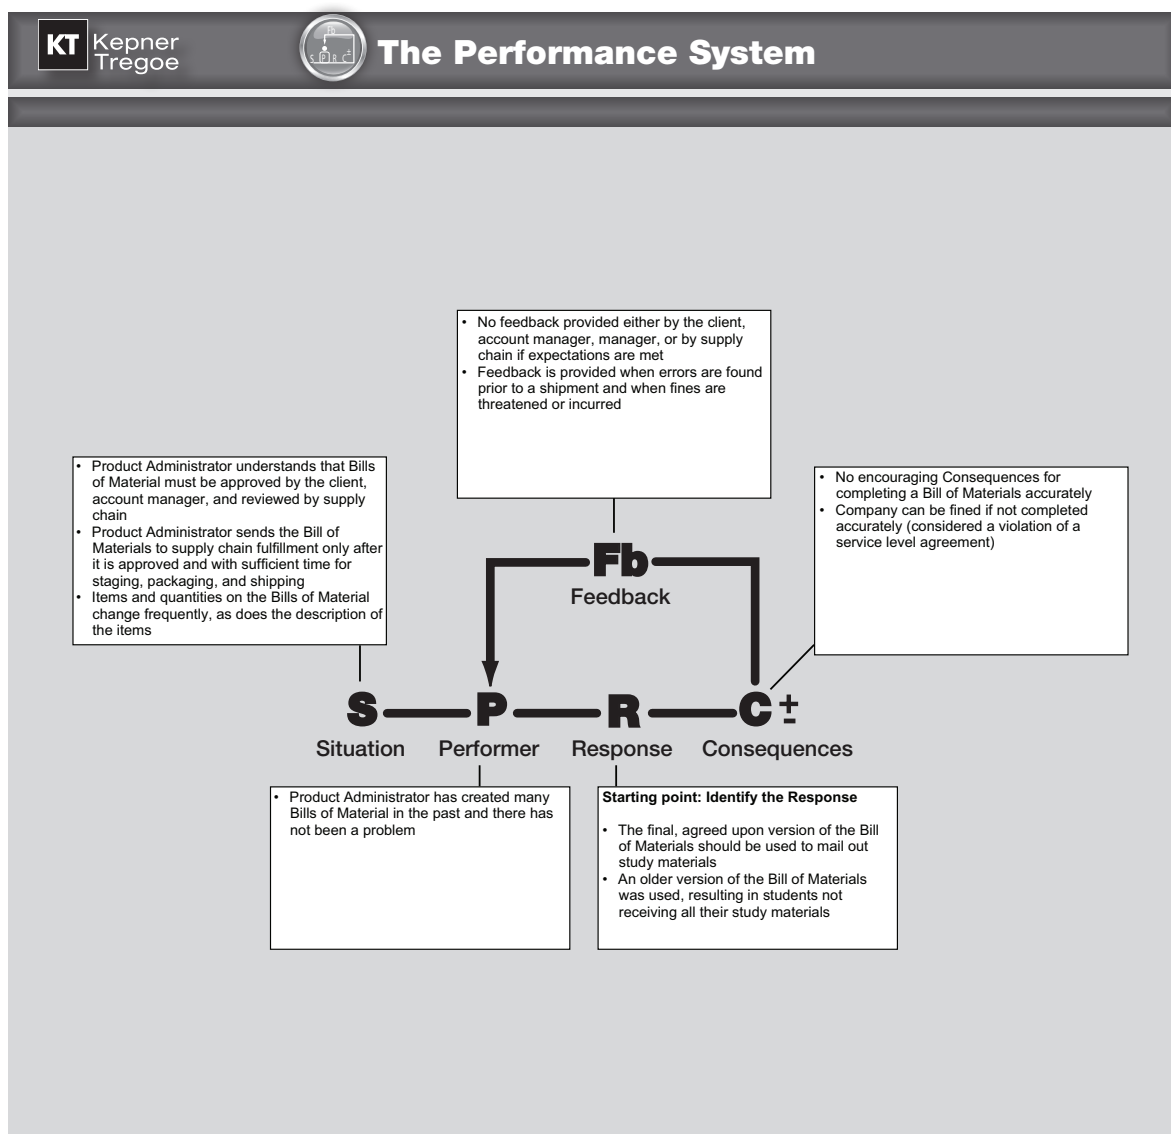 KT Kepner
Tregoe
Fb
S P R C ±
The Performance System
• No feedback provided either by the client,
account manager, manager, or by supply
chain if expectations are met
• Feedback is provided when errors are found
prior to a shipment and when fines are
threatened or incurred
• Product Administrator understands that Bills
of Material must be approved by the client,
account manager, and reviewed by supply
chain
• Product Administrator sends the Bill of
Materials to supply chain fulfillment only after
it is approved and with sufficient time for
staging, packaging, and shipping
• Items and quantities on the Bills of Material
change frequently, as does the description of
the items
• No encouraging Consequences for
completing a Bill of Materials accurately
• Company can be fined if not completed
accurately (considered a violation of a
service level agreement)
Fb
Feedback
S P R C ±
Situation Performer Response Consequences
• Product Administrator has created many
Bills of Material in the past and there has
not been a problem
Starting point: Identify the Response
• The final, agreed upon version of the Bill
of Materials should be used to mail out
study materials
• An older version of the Bill of Materials
was used, resulting in students not
receiving all their study materials